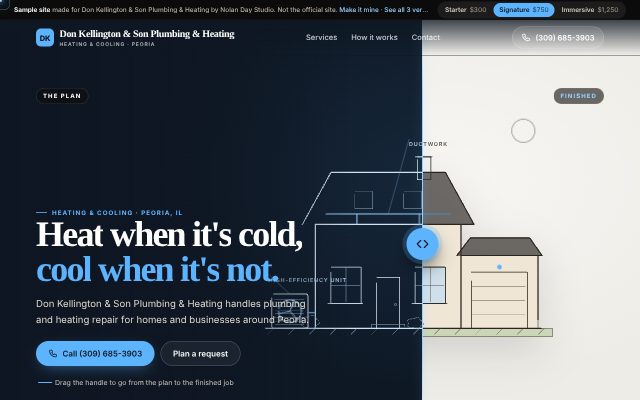 Sample site made for Don Kellington & Son Plumbing & Heating by Nolan Day Studio. Not the official site. Make it mine · See all 3 ver...
Starter $300 Signature $750 Immersive $1,250
DK Don Kellington & Son Plumbing & Heating
HEATING & COOLING · PEORIA
Services How it works Contact
(309) 685-3903
THE PLAN
FINISHED
DUCTWORK
HEATING & COOLING · PEORIA, IL
Heat when it's cold,
cool when it's not.
HIGH-EFFICIENCY UNIT
Don Kellington & Son Plumbing & Heating handles plumbing
and heating repair for homes and businesses around Peoria.
Call (309) 685-3903 Plan a request
Drag the handle to go from the plan to the finished job